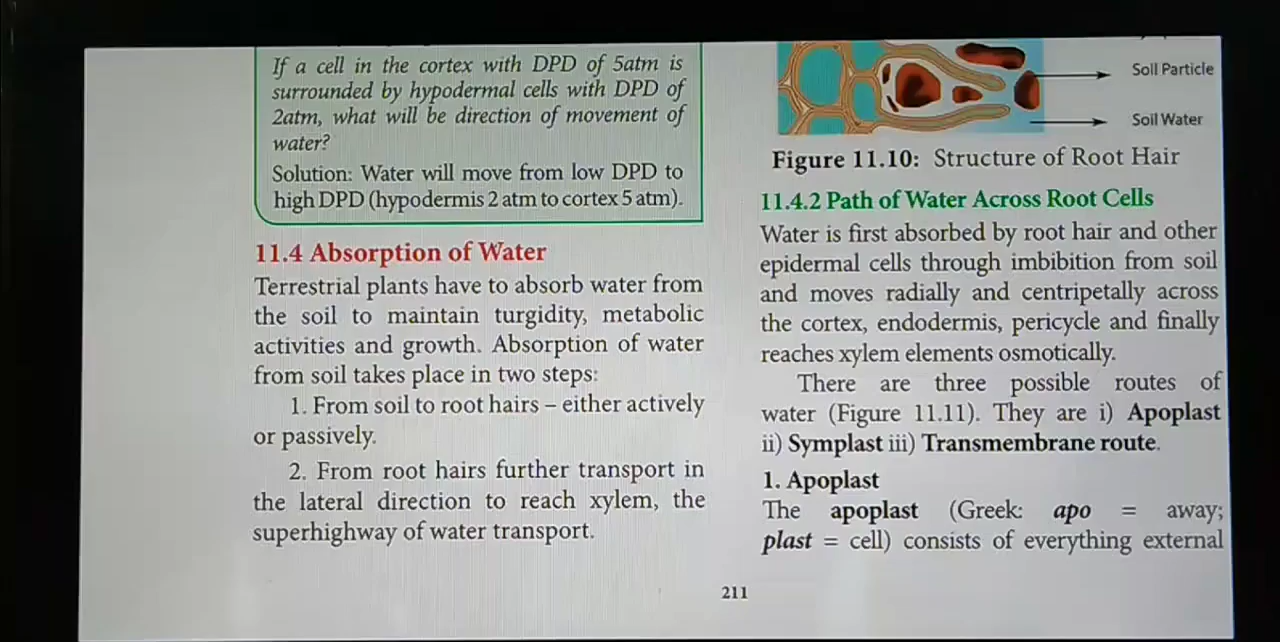 If a cell in the cortex with DPD of 5atm is
surrounded by hypodermal cells with DPD of
2atm, what will be direction of movement of
water?
Solution: Water will move from low DPD to
high DPD (hypodermis 2 atm to cortex 5 atm).
11.4 Absorption of Water
Terrestrial plants have to absorb water from
the soil to maintain turgidity, metabolic
activities and growth. Absorption of water
from soil takes place in two steps:
1. From soil to root hairs – either actively
or passively.
2. From root hairs further transport in
the lateral direction to reach xylem, the
superhighway of water transport.
Soil Particle
Soil Water
Figure 11.10: Structure of Root Hair
11.4.2 Path of Water Across Root Cells
Water is first absorbed by root hair and other
epidermal cells through imbibition from soil
and moves radially and centripetally across
the cortex, endodermis, pericycle and finally
reaches xylem elements osmotically.
There are three possible routes of
water (Figure 11.11). They are i) Apoplast
ii) Symplast iii) Transmembrane route.
1. Apoplast
The apoplast (Greek: apo = away;
plast = cell) consists of everything external
211